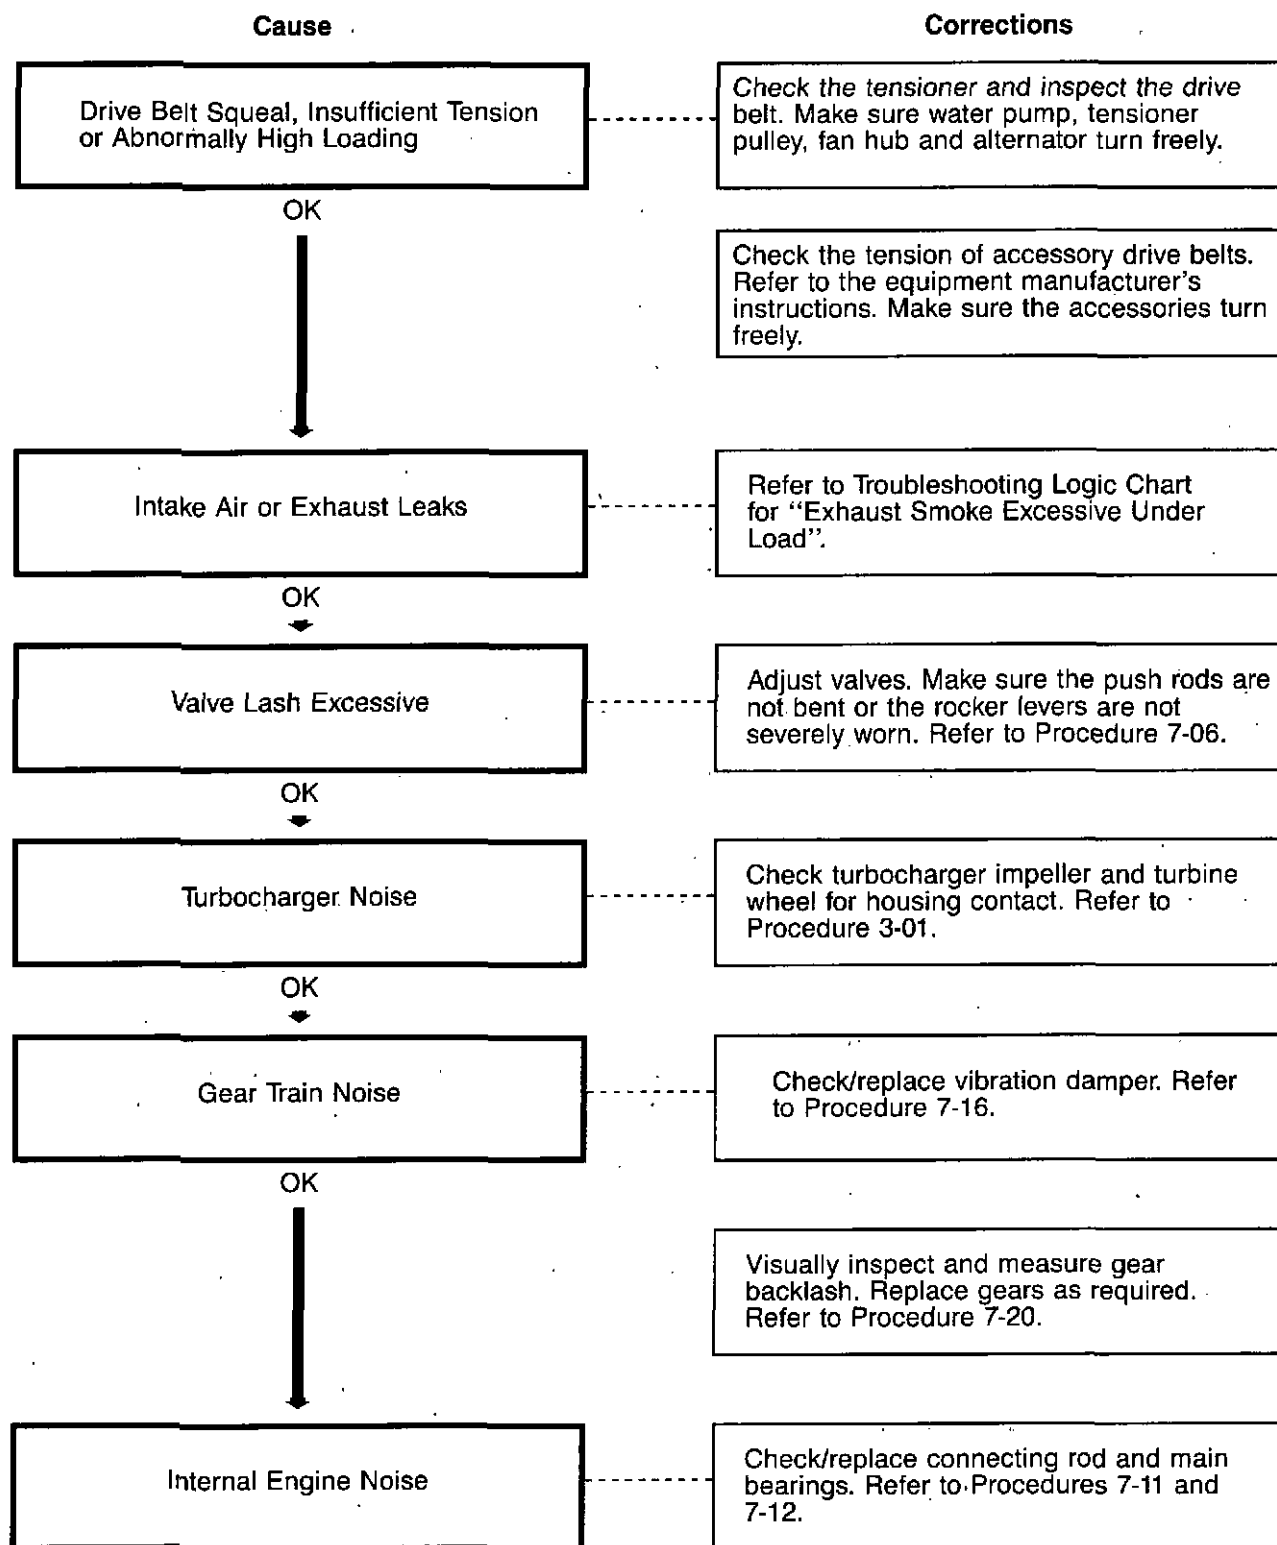 Cause
Corrections
Drive Belt Squeal, Insufficient Tension
or Abnormally High Loading
Check the tensioner and inspect the drive
belt. Make sure water pump, tensioner
pulley, fan hub and alternator turn freely.
OK
Check the tension of accessory drive belts.
Refer to the equipment manufacturer's
instructions. Make sure the accessories turn
freely.
Intake Air or Exhaust Leaks
Refer to Troubleshooting Logic Chart
for "Exhaust Smoke Excessive Under
Load".
OK
Valve Lash Excessive
Adjust valves. Make sure the push rods are
not bent or the rocker levers are not
severely worn. Refer to Procedure 7-06.
OK
Turbocharger Noise
Check turbocharger impeller and turbine
wheel for housing contact. Refer to
Procedure 3-01.
OK
Gear Train Noise
Check/replace vibration damper. Refer
to Procedure 7-16.
OK
Visually inspect and measure gear
backlash. Replace gears as required.
Refer to Procedure 7-20.
Internal Engine Noise
Check/replace connecting rod and main
bearings. Refer to Procedures 7-11 and
7-12.